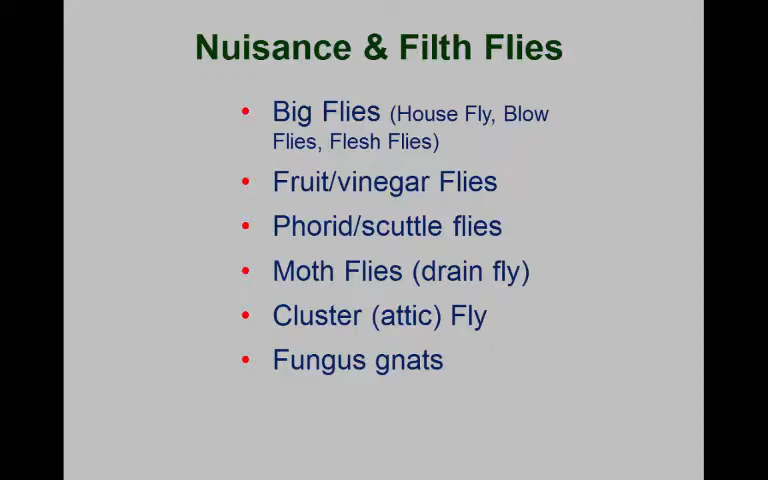 Nuisance & Filth Flies
• Big Flies (House Fly, Blow
Flies, Flesh Flies)
• Fruit/vinegar Flies
• Phorid/scuttle flies
• Moth Flies (drain fly)
• Cluster (attic) Fly
• Fungus gnats